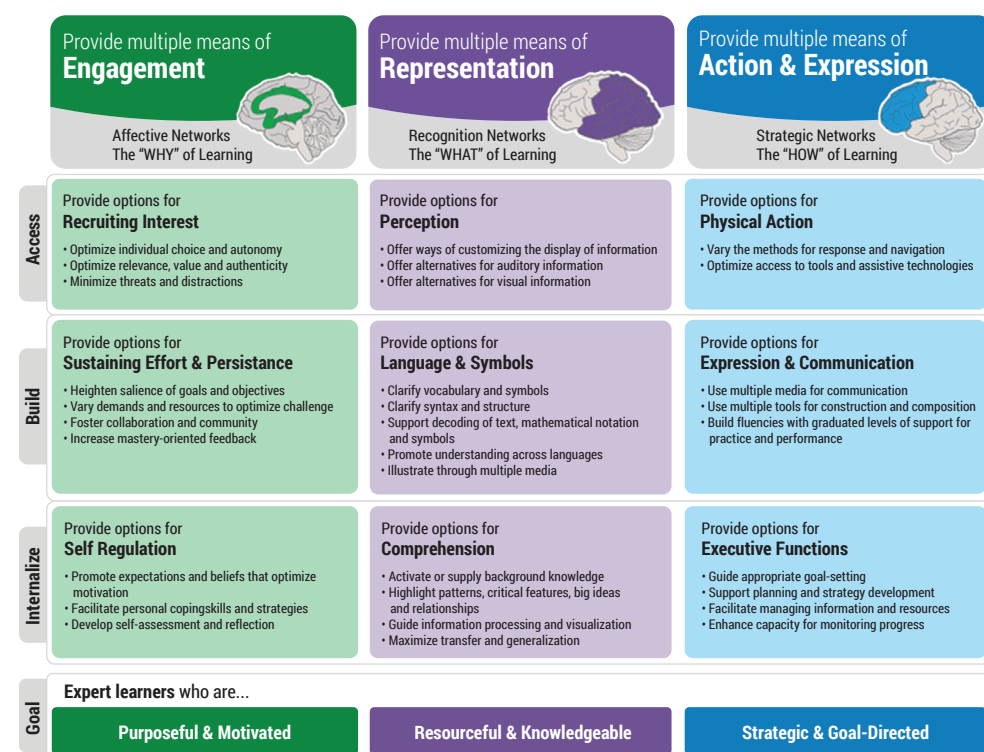 Provide multiple means of
Engagement
Affective Networks
The “WHY” of Learning
Provide multiple means of
Representation
Recognition Networks
The “WHAT” of Learning
Provide multiple means of
Action & Expression
Strategic Networks
The “HOW” of Learning
Access
Provide options for
Recruiting Interest
• Optimize individual choice and autonomy
• Optimize relevance, value and authenticity
• Minimize threats and distractions
Provide options for
Perception
• Offer ways of customizing the display of information
• Offer alternatives for auditory information
• Offer alternatives for visual information
Provide options for
Physical Action
• Vary the methods for response and navigation
• Optimize access to tools and assistive technologies
Build
Provide options for
Sustaining Effort & Persistance
• Heighten salience of goals and objectives
• Vary demands and resources to optimize challenge
• Foster collaboration and community
• Increase mastery-oriented feedback
Provide options for
Language & Symbols
• Clarify vocabulary and symbols
• Clarify syntax and structure
• Support decoding of text, mathematical notation
and symbols
• Promote understanding across languages
• Illustrate through multiple media
Provide options for
Expression & Communication
• Use multiple media for communication
• Use multiple tools for construction and composition
• Build fluencies with graduated levels of support for
practice and performance
Internalize
Provide options for
Self Regulation
• Promote expectations and beliefs that optimize
motivation
• Facilitate personal copingskills and strategies
• Develop self-assessment and reflection
Provide options for
Comprehension
• Activate or supply background knowledge
• Highlight patterns, critical features, big ideas
and relationships
• Guide information processing and visualization
• Maximize transfer and generalization
Provide options for
Executive Functions
• Guide appropriate goal-setting
• Support planning and strategy development
• Facilitate managing information and resources
• Enhance capacity for monitoring progress
Goal
Expert learners who are...
Purposeful & Motivated
Resourceful & Knowledgeable
Strategic & Goal-Directed